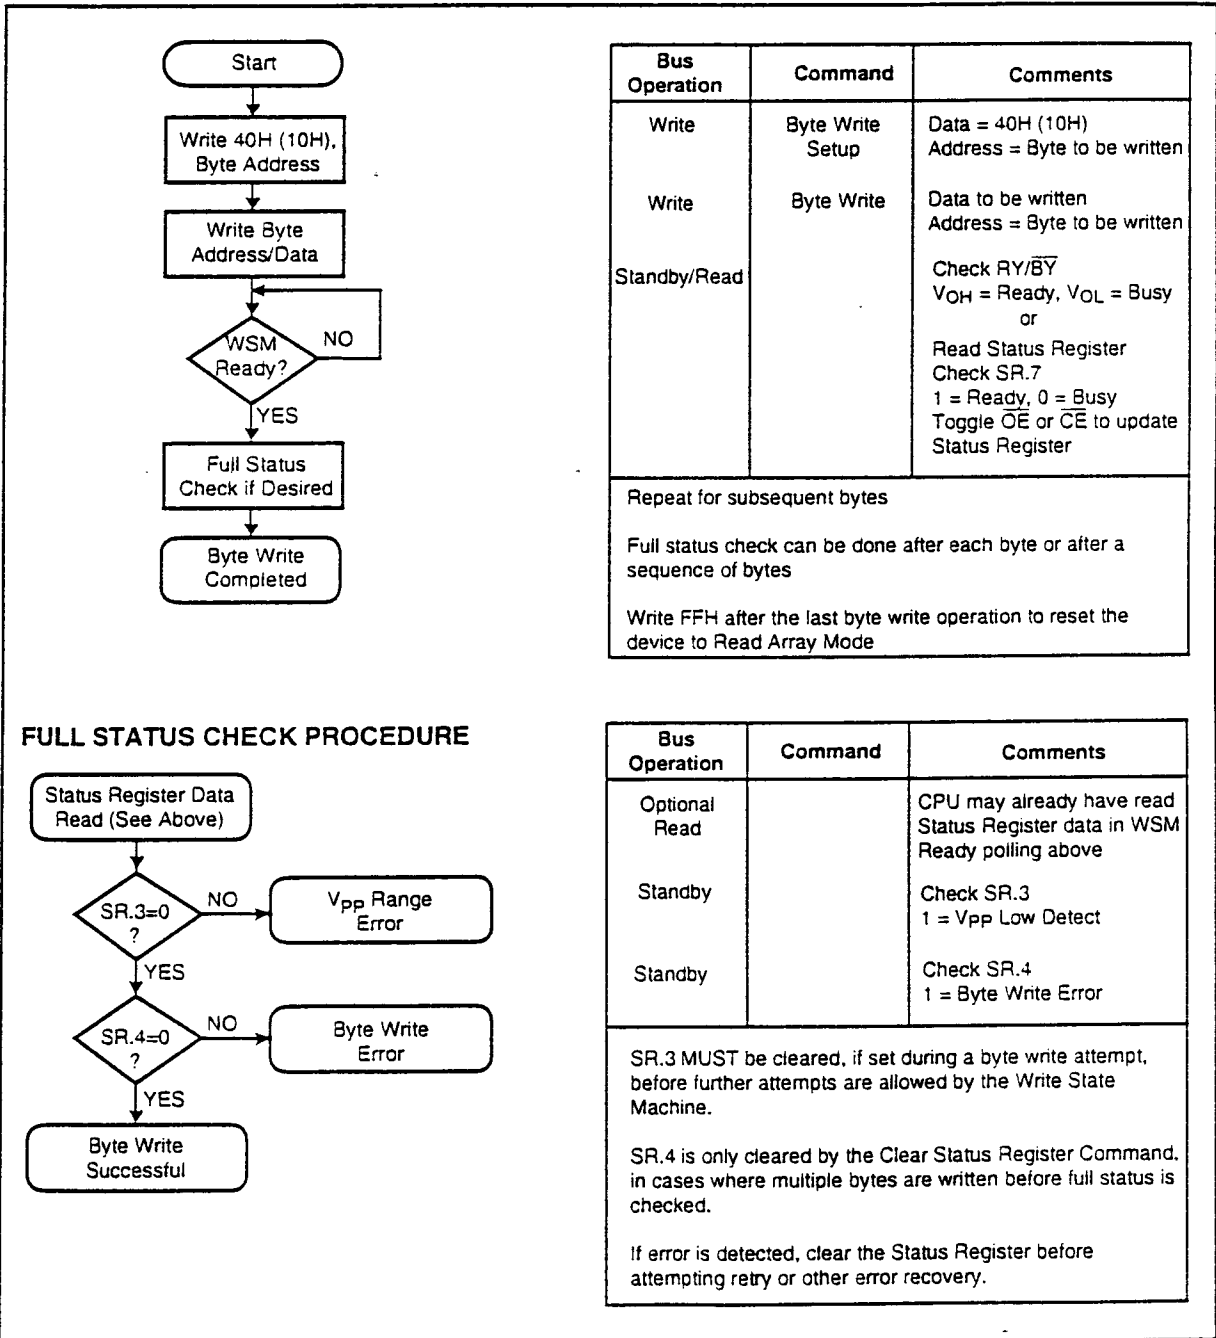 Start
Write 40H (10H),
Byte Address
Write Byte
Address/Data
WSM
Ready?
NO
YES
Full Status
Check if Desired
Byte Write
Completed
Bus
Operation
Command
Comments
Write
Byte Write
Setup
Data = 40H (10H)
Address = Byte to be written
Write
Byte Write
Data to be written
Address = Byte to be written
Standby/Read
Check RY/B̅Y̅
VOH = Ready, VOL = Busy
or
Read Status Register
Check SR.7
1 = Ready, 0 = Busy
Toggle O̅E̅ or C̅E̅ to update
Status Register
Repeat for subsequent bytes
Full status check can be done after each byte or after a
sequence of bytes
Write FFH after the last byte write operation to reset the
device to Read Array Mode
FULL STATUS CHECK PROCEDURE
Status Register Data
Read (See Above)
SR.3=0
?
NO
VPP Range
Error
YES
SR.4=0
?
NO
Byte Write
Error
YES
Byte Write
Successful
Bus
Operation
Command
Comments
Optional
Read
CPU may already have read
Status Register data in WSM
Ready polling above
Standby
Check SR.3
1 = VPP Low Detect
Standby
Check SR.4
1 = Byte Write Error
SR.3 MUST be cleared, if set during a byte write attempt,
before further attempts are allowed by the Write State
Machine.
SR.4 is only cleared by the Clear Status Register Command,
in cases where multiple bytes are written before full status is
checked.
If error is detected, clear the Status Register before
attempting retry or other error recovery.